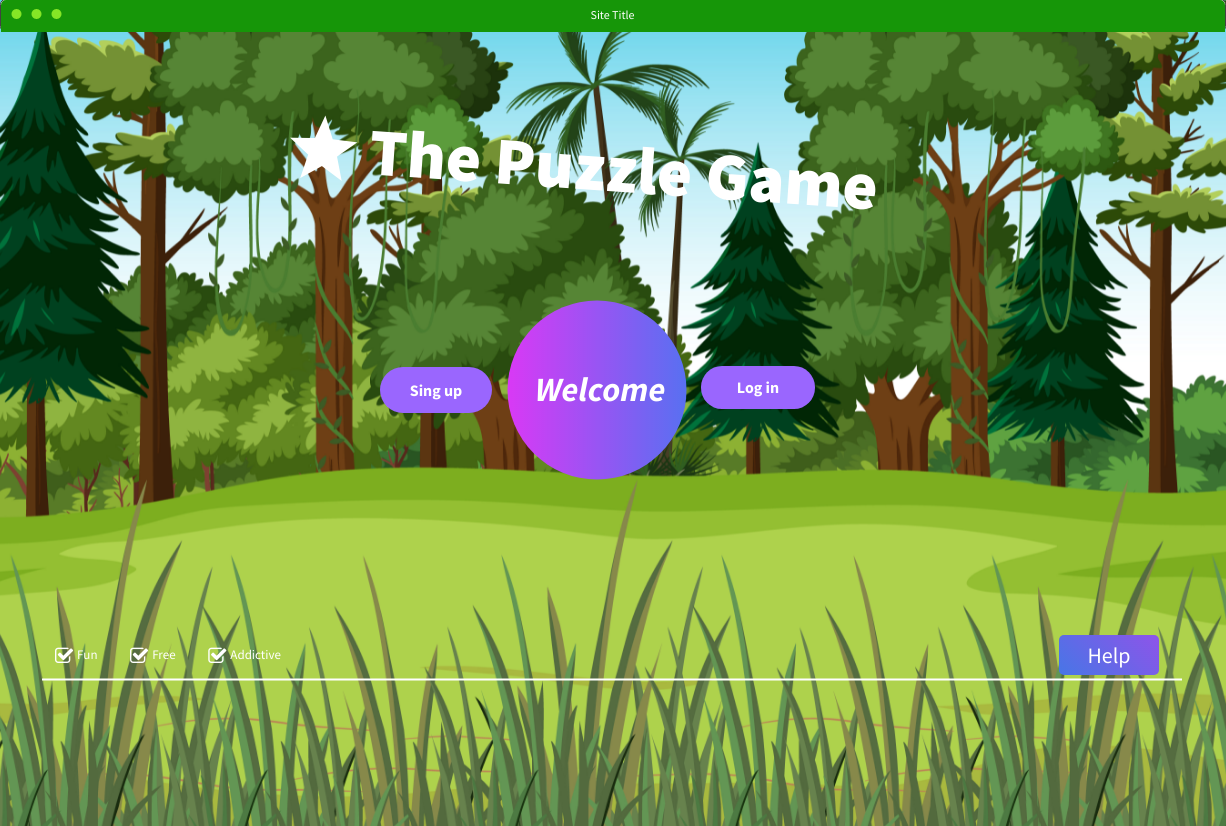 Site Title
The Puzzle Game
Sing up
Welcome
Log in
Fun
Free
Addictive
Help